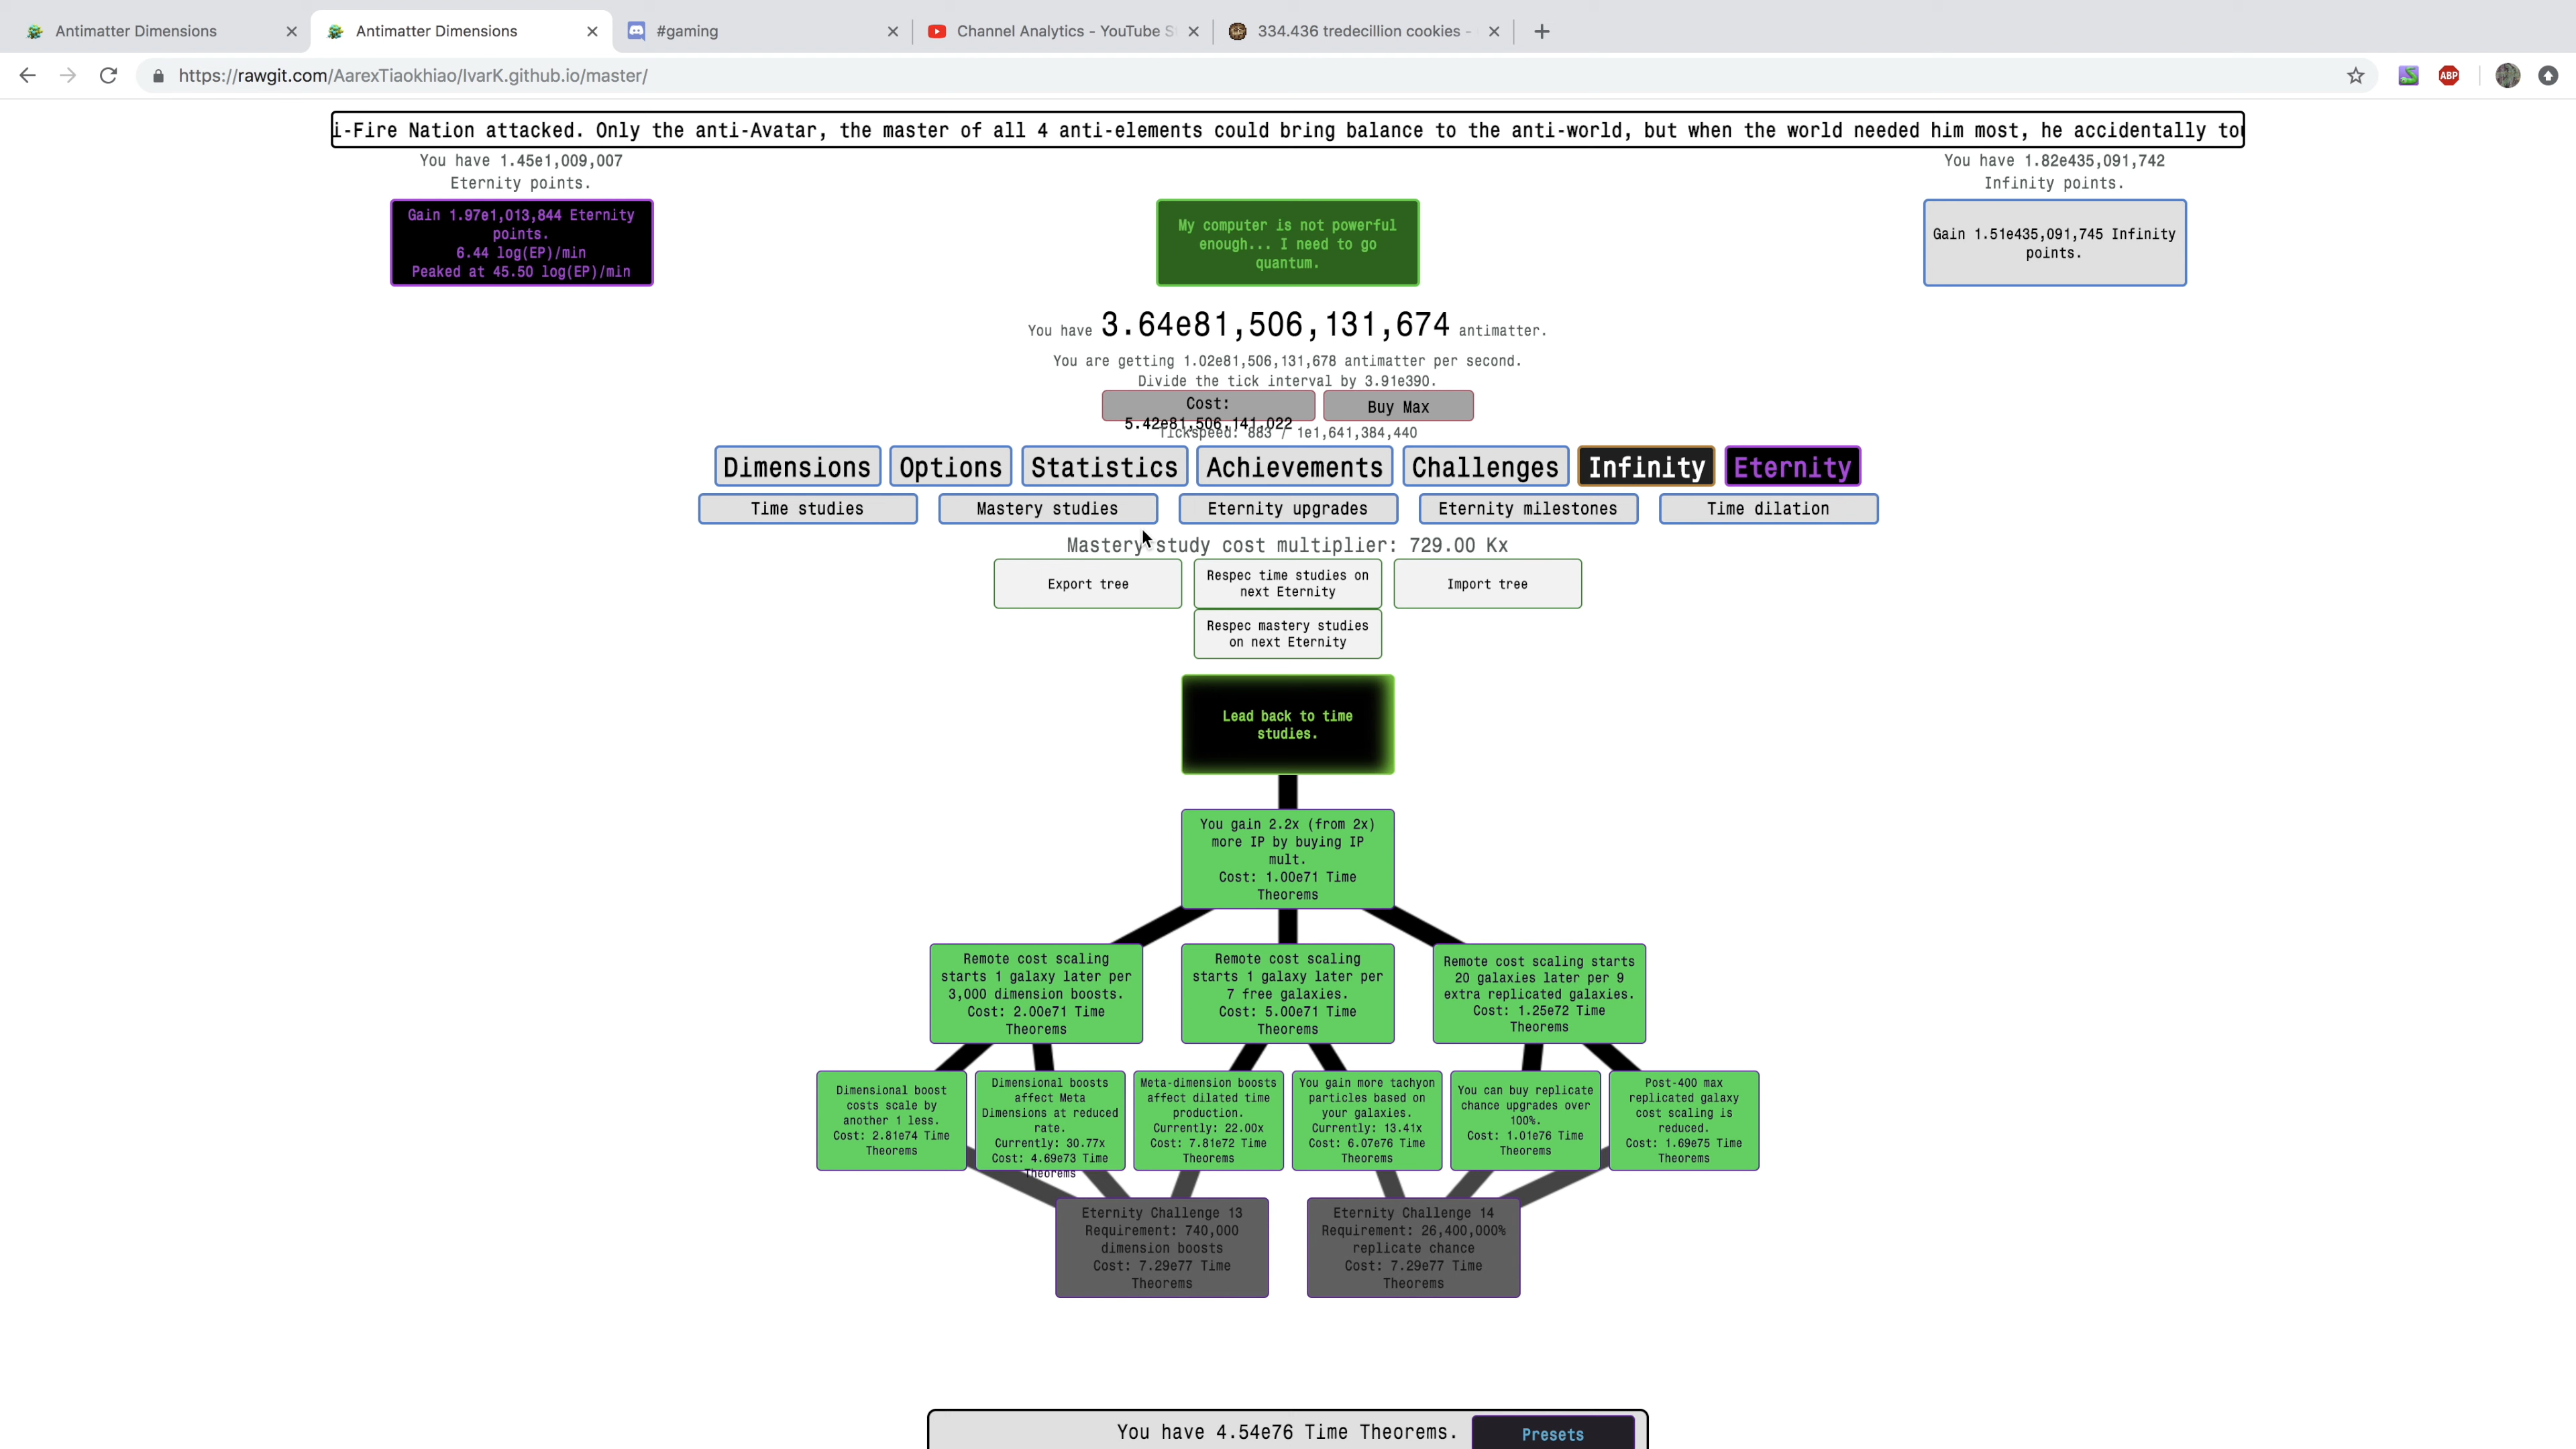 Antimatter Dimensions
Antimatter Dimensions
#gaming
Channel Analytics - YouTube S
334.436 tredecillion cookies -
https://rawgit.com/AarexTiaokhiao/IvarK.github.io/master/
ABP
i-Fire Nation attacked. Only the anti-Avatar, the master of all 4 anti-elements could bring balance to the anti-world, but when the world needed him most, he accidentally to
You have 1.45e1,009,007
Eternity points.
You have 1.82e435,091,742
Infinity points.
Gain 1.97e1,013,844 Eternity
points.
6.44 log(EP)/min
Peaked at 45.50 log(EP)/min
My computer is not powerful
enough... I need to go
quantum.
Gain 1.51e435,091,745 Infinity
points.
You have 3.64e81,506,131,674 antimatter.
You are getting 1.02e81,506,131,678 antimatter per second.
Divide the tick interval by 3.91e390.
Cost:
5.42e81,506,141,022
Buy Max
Tickspeed: 883 / 1e1,641,384,440
Dimensions
Options
Statistics
Achievements
Challenges
Infinity
Eternity
Time studies
Mastery studies
Eternity upgrades
Eternity milestones
Time dilation
Mastery study cost multiplier: 729.00 Kx
Export tree
Respec time studies on
next Eternity
Import tree
Respec mastery studies
on next Eternity
Lead back to time
studies.
You gain 2.2x (from 2x)
more IP by buying IP
mult.
Cost: 1.00e71 Time
Theorems
Remote cost scaling
starts 1 galaxy later per
3,000 dimension boosts.
Cost: 2.00e71 Time
Theorems
Remote cost scaling
starts 1 galaxy later per
7 free galaxies.
Cost: 5.00e71 Time
Theorems
Remote cost scaling starts
20 galaxies later per 9
extra replicated galaxies.
Cost: 1.25e72 Time
Theorems
Dimensional boost
costs scale by
another 1 less.
Cost: 2.81e74 Time
Theorems
Dimensional boosts
affect Meta
Dimensions at reduced
rate.
Currently: 30.77x
Cost: 4.69e73 Time
Theorems
Meta-dimension boosts
affect dilated time
production.
Currently: 22.00x
Cost: 7.81e72 Time
Theorems
You gain more tachyon
particles based on
your galaxies.
Currently: 13.41x
Cost: 6.07e76 Time
Theorems
You can buy replicate
chance upgrades over
100%.
Cost: 1.01e76 Time
Theorems
Post-400 max
replicated galaxy
cost scaling is
reduced.
Cost: 1.69e75 Time
Theorems
Eternity Challenge 13
Requirement: 740,000
dimension boosts
Cost: 7.29e77 Time
Theorems
Eternity Challenge 14
Requirement: 26,400,000%
replicate chance
Cost: 7.29e77 Time
Theorems
You have 4.54e76 Time Theorems.
Presets